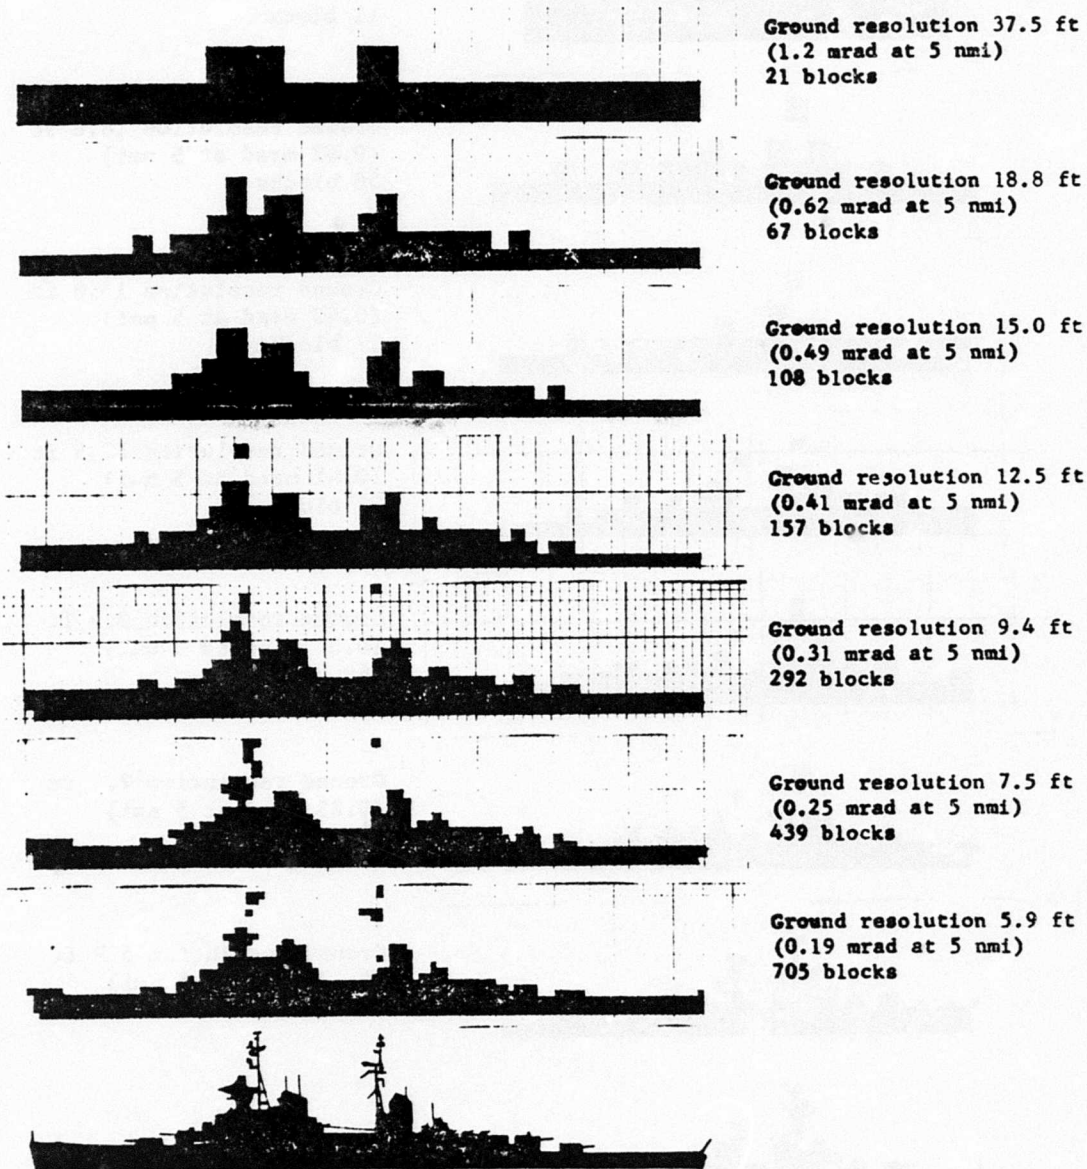 Ground resolution 37.5 ft
(1.2 mrad at 5 nmi)
21 blocks
Ground resolution 18.8 ft
(0.62 mrad at 5 nmi)
67 blocks
Ground resolution 15.0 ft
(0.49 mrad at 5 nmi)
108 blocks
Ground resolution 12.5 ft
(0.41 mrad at 5 nmi)
157 blocks
Ground resolution 9.4 ft
(0.31 mrad at 5 nmi)
292 blocks
Ground resolution 7.5 ft
(0.25 mrad at 5 nmi)
439 blocks
Ground resolution 5.9 ft
(0.19 mrad at 5 nmi)
705 blocks